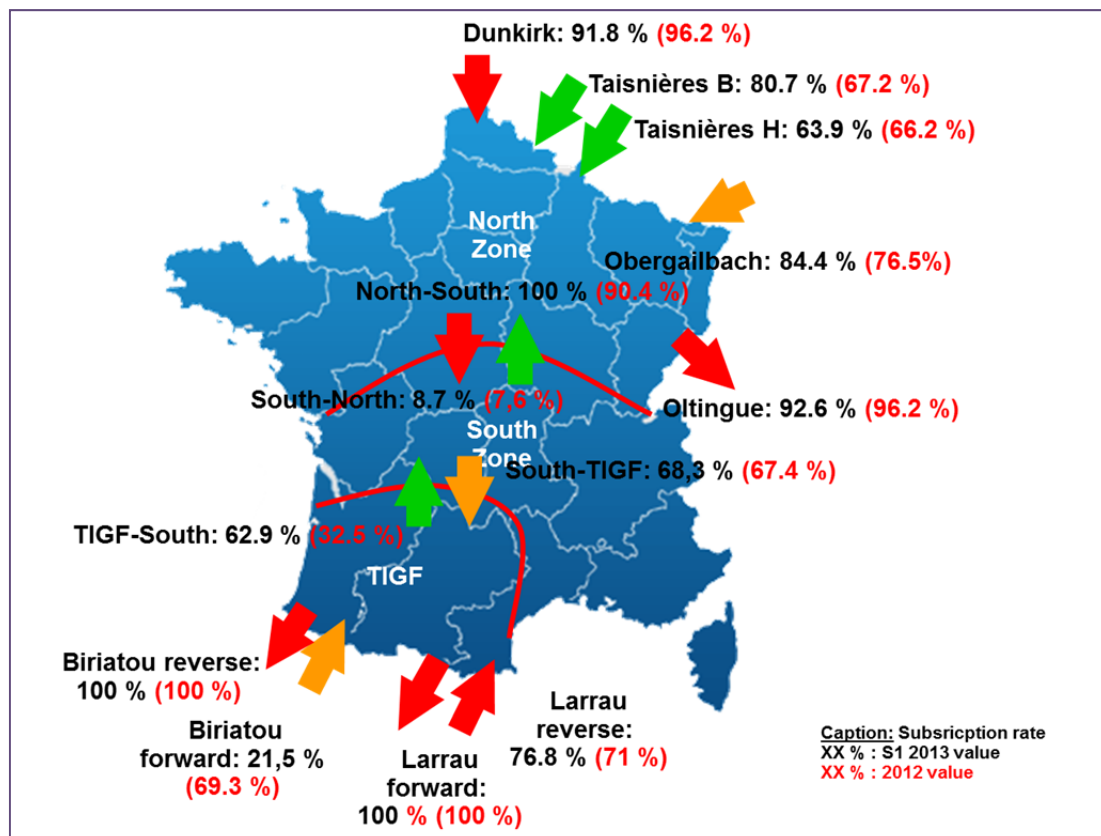 Dunkirk: 91.8 % (96.2 %)
Taisnières B: 80.7 % (67.2 %)
Taisnières H: 63.9 % (66.2 %)
North
Zone
Obergailbach: 84.4 % (76.5%)
North-South: 100 % (90.4 %)
South-North: 8.7 % (7,6 %)
Oltingue: 92.6 % (96.2 %)
South
Zone
South-TIGF: 68,3 % (67.4 %)
TIGF-South: 62.9 % (32.5 %)
TIGF
Biriatou reverse:
100 % (100 %)
Biriatou
forward: 21,5 %
(69.3 %)
Larrau
forward:
100 % (100 %)
Larrau
reverse:
76.8 % (71 %)
Caption: Subsricption rate
XX % : S1 2013 value
XX % : 2012 value